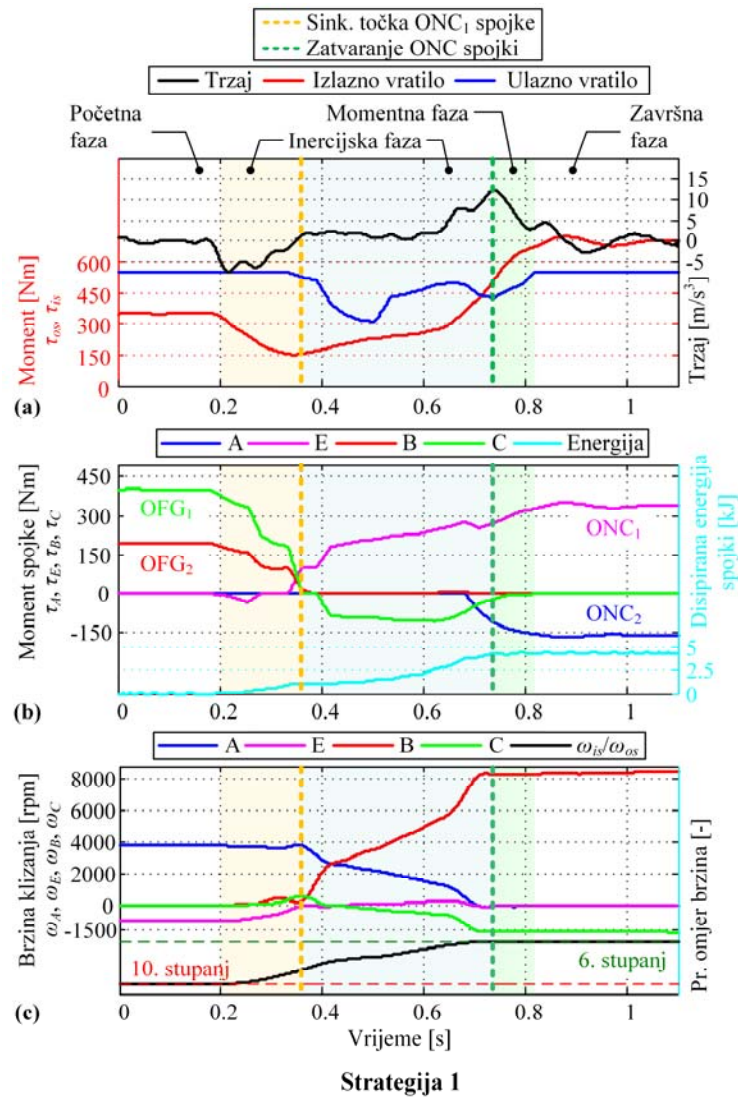 Sink. točka ONC₁ spojke
Zatvaranje ONC spojki
Trzaj Izlazno vratilo Ulazno vratilo
Početna faza
Inercijska faza
Momentna faza
Završna faza
Moment [Nm]
τos, τis
600
450
300
150
0
15
10
5
0
-5
Trzaj [m/s³]
(a)
0 0.2 0.4 0.6 0.8 1
A E B C Energija
Moment spojke [Nm]
τA, τE, τB, τC
450
300
150
0
-150
OFG₁
OFG₂
ONC₁
ONC₂
5
2.5
0
Disipirana energija
spojki [kJ]
(b)
0 0.2 0.4 0.6 0.8 1
A E B C ωis/ωos
Brzina klizanja [rpm]
ωA, ωE, ωB, ωC
8000
6000
4000
2000
0
-1500
10. stupanj
6. stupanj
Pr. omjer brzina [-]
(c)
0 0.2 0.4 0.6 0.8 1
Vrijeme [s]
Strategija 1